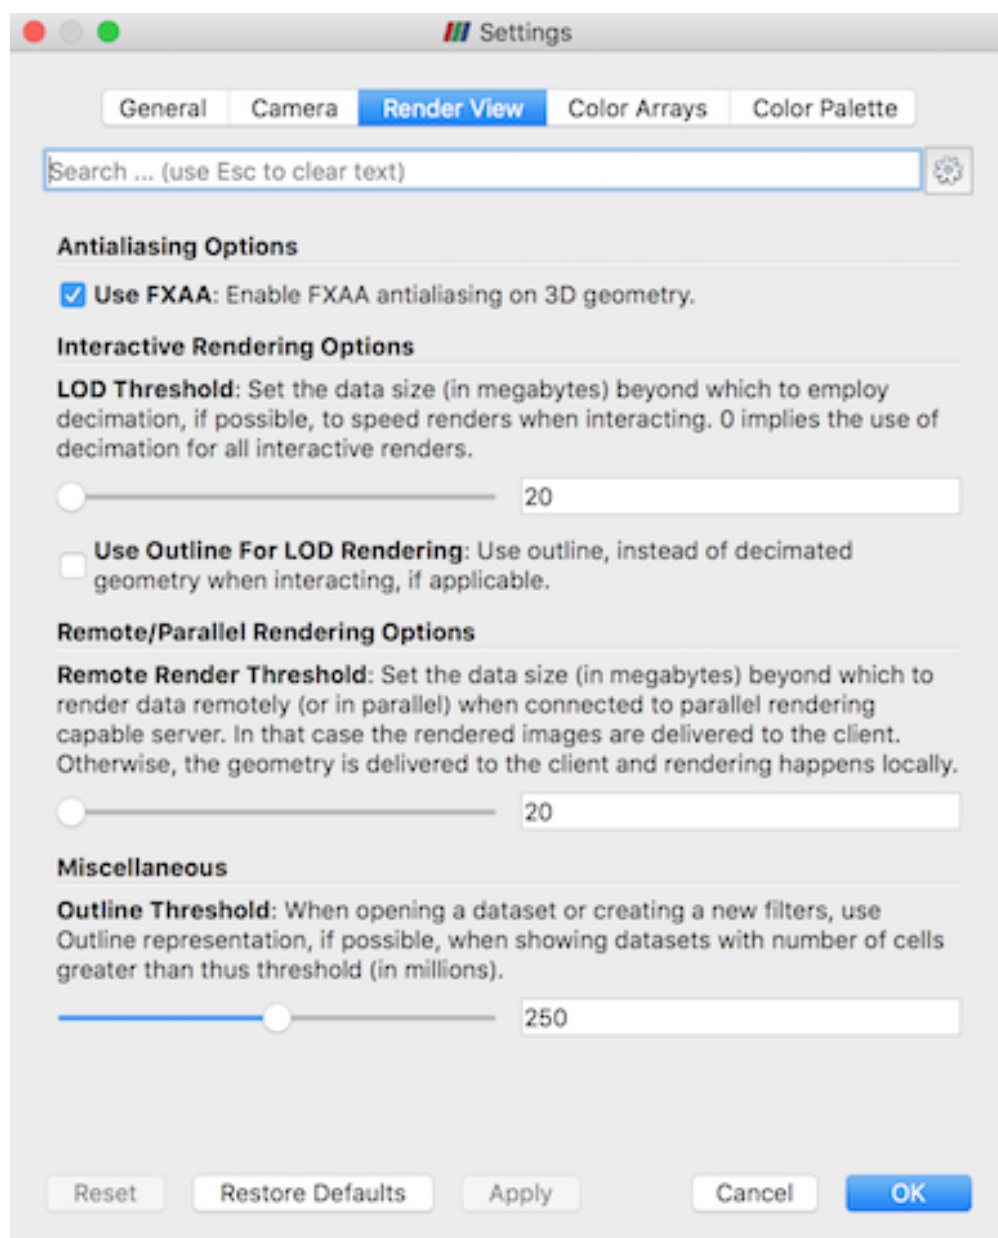 Settings
General Camera Render View Color Arrays Color Palette
Search ... (use Esc to clear text)
Antialiasing Options
Use FXAA: Enable FXAA antialiasing on 3D geometry.
Interactive Rendering Options
LOD Threshold: Set the data size (in megabytes) beyond which to employ
decimation, if possible, to speed renders when interacting. 0 implies the use of
decimation for all interactive renders.
20
Use Outline For LOD Rendering: Use outline, instead of decimated
geometry when interacting, if applicable.
Remote/Parallel Rendering Options
Remote Render Threshold: Set the data size (in megabytes) beyond which to
render data remotely (or in parallel) when connected to parallel rendering
capable server. In that case the rendered images are delivered to the client.
Otherwise, the geometry is delivered to the client and rendering happens locally.
20
Miscellaneous
Outline Threshold: When opening a dataset or creating a new filters, use
Outline representation, if possible, when showing datasets with number of cells
greater than thus threshold (in millions).
250
Reset Restore Defaults Apply Cancel OK